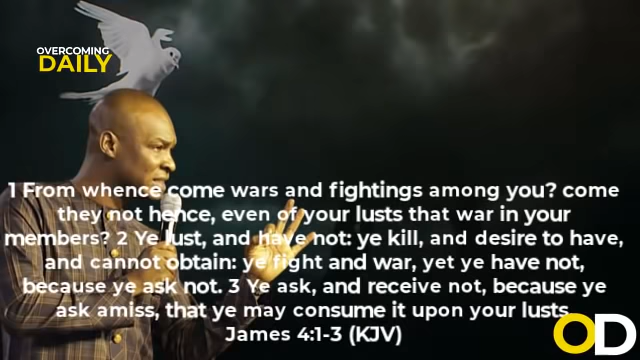 OVERCOMING
DAILY
1 From whence come wars and fightings among you? come
they not hence, even of your lusts that war in your
members? 2 Ye lust, and have not: ye kill, and desire to have,
and cannot obtain: ye fight and war, yet ye have not,
because ye ask not. 3 Ye ask, and receive not, because ye
ask amiss, that ye may consume it upon your lusts
James 4:1-3 (KJV)
OD